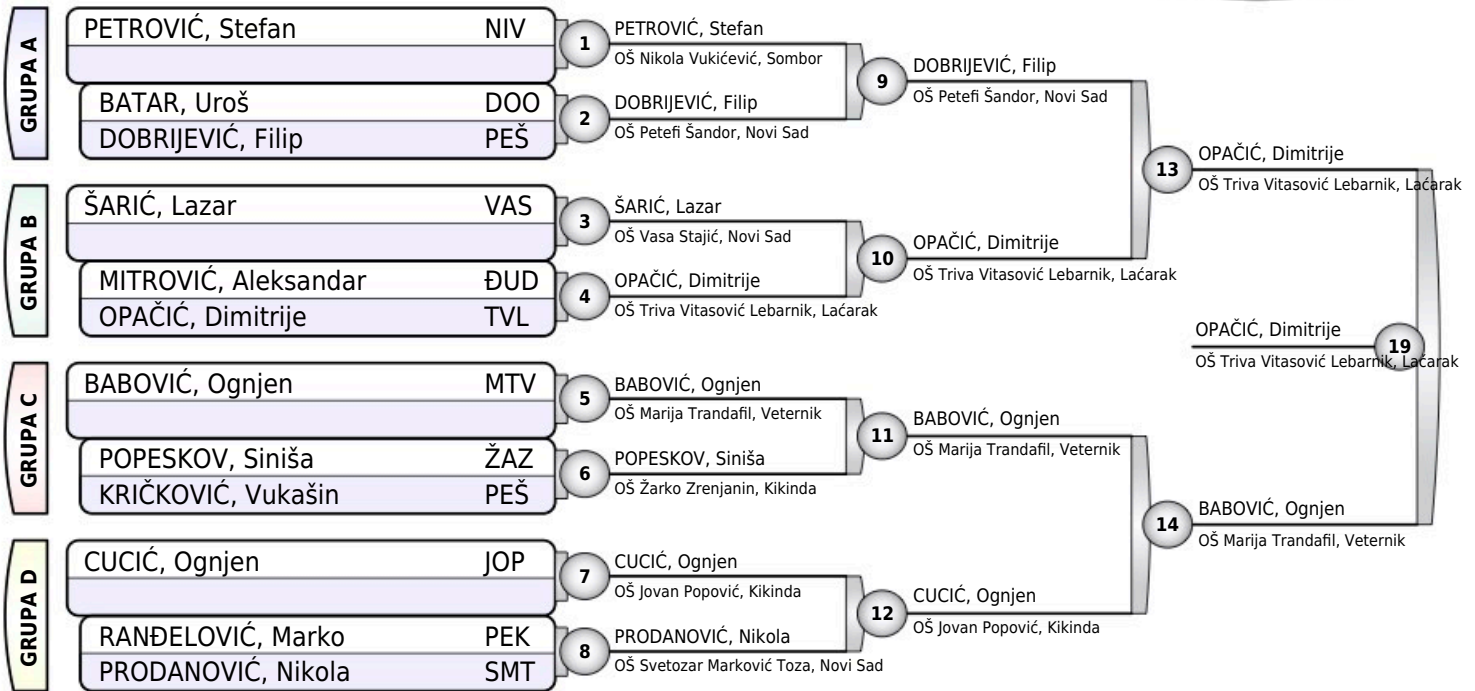 GRUPA A
PETROVIĆ, Stefan NIV
BATAR, Uroš DOO
DOBRIJEVIĆ, Filip PEŠ
GRUPA B
ŠARIĆ, Lazar VAS
MITROVIĆ, Aleksandar ĐUD
OPAČIĆ, Dimitrije TVL
GRUPA C
BABOVIĆ, Ognjen MTV
POPESKOV, Siniša ŽAZ
KRIČKOVIĆ, Vukašin PEŠ
GRUPA D
CUCIĆ, Ognjen JOP
RANĐELOVIĆ, Marko PEK
PRODANOVIĆ, Nikola SMT
1
PETROVIĆ, Stefan
OŠ Nikola Vukićević, Sombor
2
DOBRIJEVIĆ, Filip
OŠ Petefi Šandor, Novi Sad
3
ŠARIĆ, Lazar
OŠ Vasa Stajić, Novi Sad
4
OPAČIĆ, Dimitrije
OŠ Triva Vitasović Lebarnik, Laćarak
5
BABOVIĆ, Ognjen
OŠ Marija Trandafil, Veternik
6
POPESKOV, Siniša
OŠ Žarko Zrenjanin, Kikinda
7
CUCIĆ, Ognjen
OŠ Jovan Popović, Kikinda
8
PRODANOVIĆ, Nikola
OŠ Svetozar Marković Toza, Novi Sad
9
DOBRIJEVIĆ, Filip
OŠ Petefi Šandor, Novi Sad
10
OPAČIĆ, Dimitrije
OŠ Triva Vitasović Lebarnik, Laćarak
11
BABOVIĆ, Ognjen
OŠ Marija Trandafil, Veternik
12
CUCIĆ, Ognjen
OŠ Jovan Popović, Kikinda
13
OPAČIĆ, Dimitrije
OŠ Triva Vitasović Lebarnik, Laćarak
14
BABOVIĆ, Ognjen
OŠ Marija Trandafil, Veternik
OPAČIĆ, Dimitrije
19
OŠ Triva Vitasović Lebarnik, Laćarak